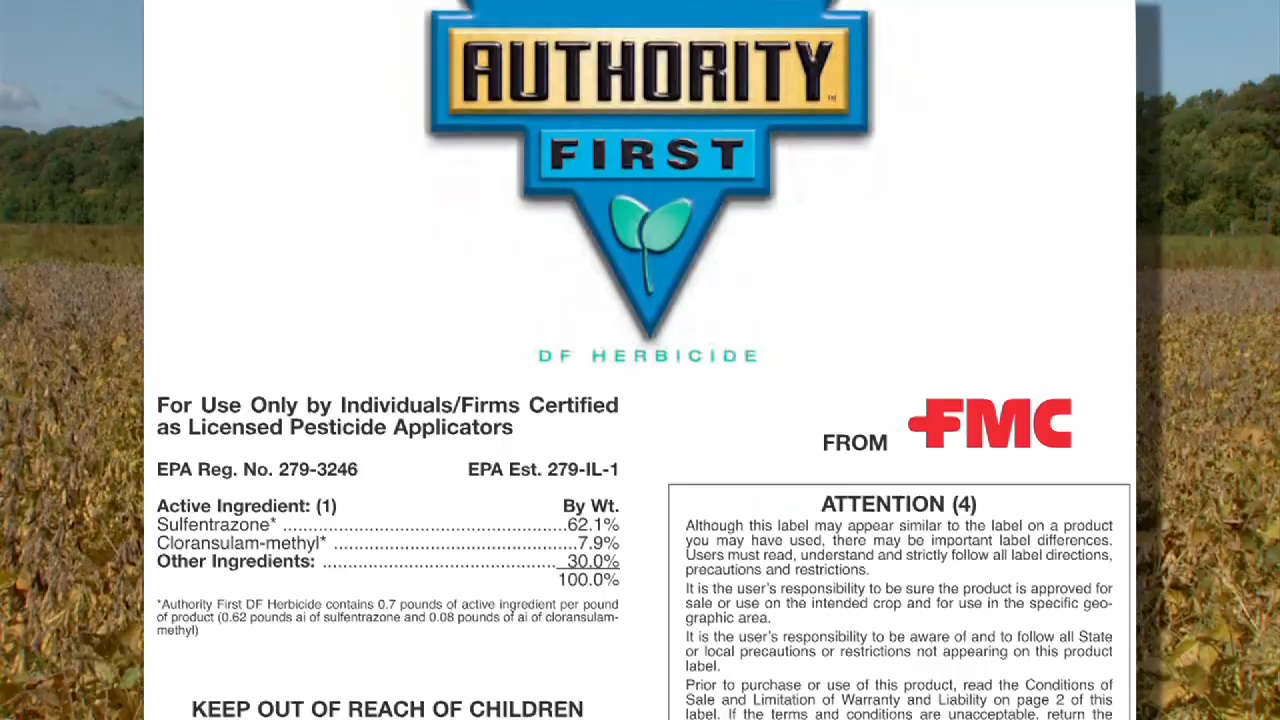 AUTHORITY™
FIRST
DF HERBICIDE
For Use Only by Individuals/Firms Certified
as Licensed Pesticide Applicators
EPA Reg. No. 279-3246 EPA Est. 279-IL-1
Active Ingredient: (1) By Wt.
Sulfentrazone* ..............................................................62.1%
Cloransulam-methyl* .....................................................7.9%
Other Ingredients: ...................................................30.0%
100.0%
*Authority First DF Herbicide contains 0.7 pounds of active ingredient per pound
of product (0.62 pounds ai of sulfentrazone and 0.08 pounds of ai of cloransulam-
methyl)
KEEP OUT OF REACH OF CHILDREN
FROM FMC
ATTENTION (4)
Although this label may appear similar to the label on a product
you may have used, there may be important label differences.
Users must read, understand and strictly follow all label directions,
precautions and restrictions.
It is the user's responsibility to be sure the product is approved for
sale or use on the intended crop and for use in the specific geo-
graphic area.
It is the user's responsibility to be aware of and to follow all State
or local precautions or restrictions not appearing on this product
label.
Prior to purchase or use of this product, read the Conditions of
Sale and Limitation of Warranty and Liability on page 2 of this
label. If the terms and conditions are unacceptable, return the